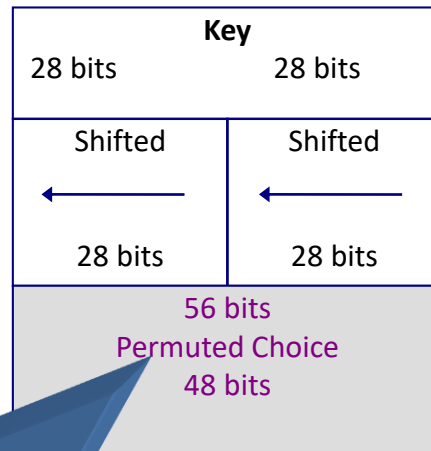 Key
28 bits 28 bits
Shifted Shifted
28 bits 28 bits
56 bits
Permuted Choice
48 bits